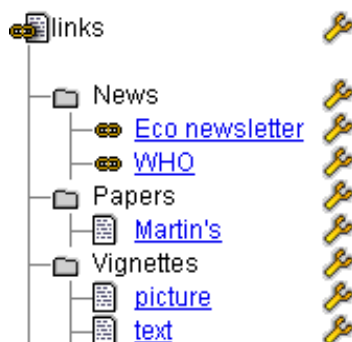 links
News
Eco newsletter
WHO
Papers
Martin's
Vignettes
picture
text